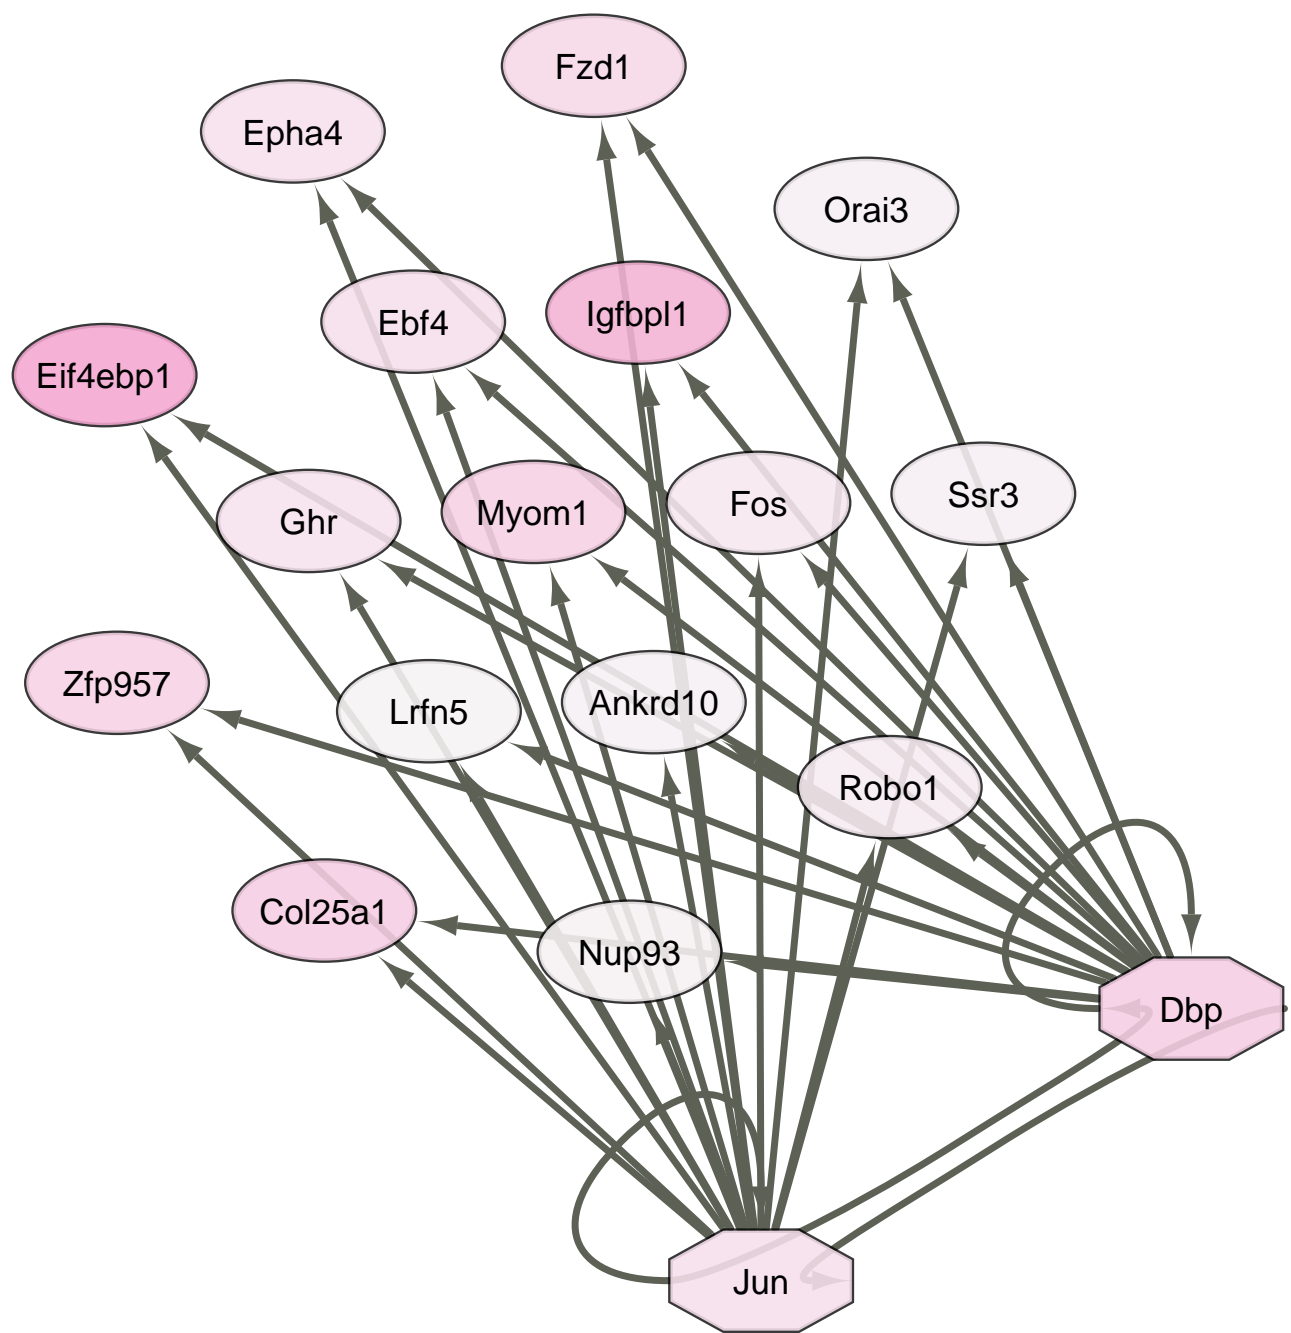 Fzd1
Epha4
Orai3
Igfbpl1
Ebf4
Eif4ebp1
Ssr3
Fos
Myom1
Ghr
Zfp957
Ankrd10
Lrfn5
Robo1
Col25a1
Nup93
Dbp
Jun